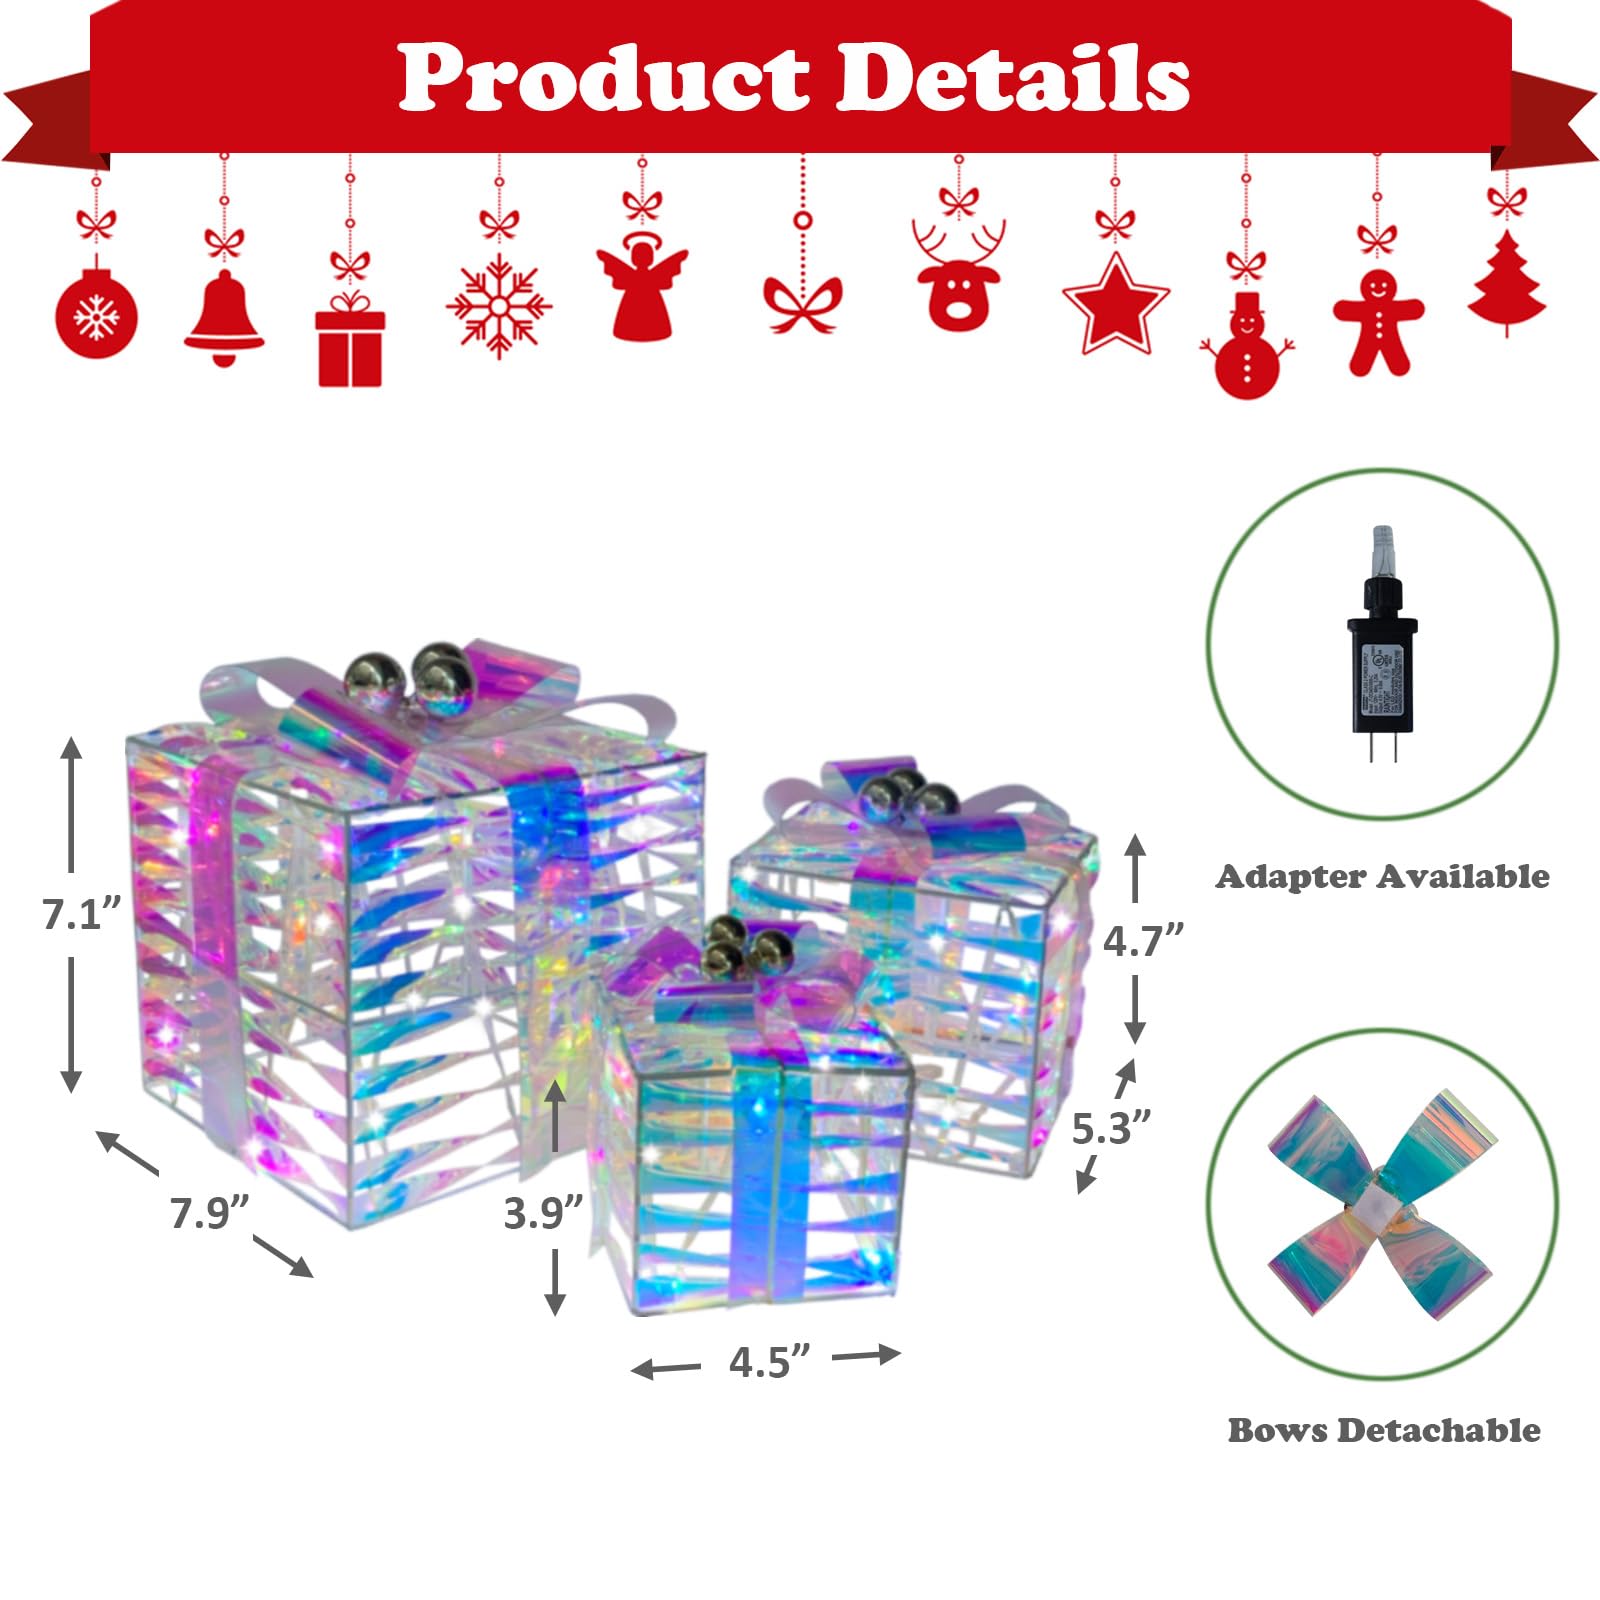 Product Details
7.1”
7.9”
3.9”
4.5”
4.7”
5.3”
Adapter Available
Bows Detachable